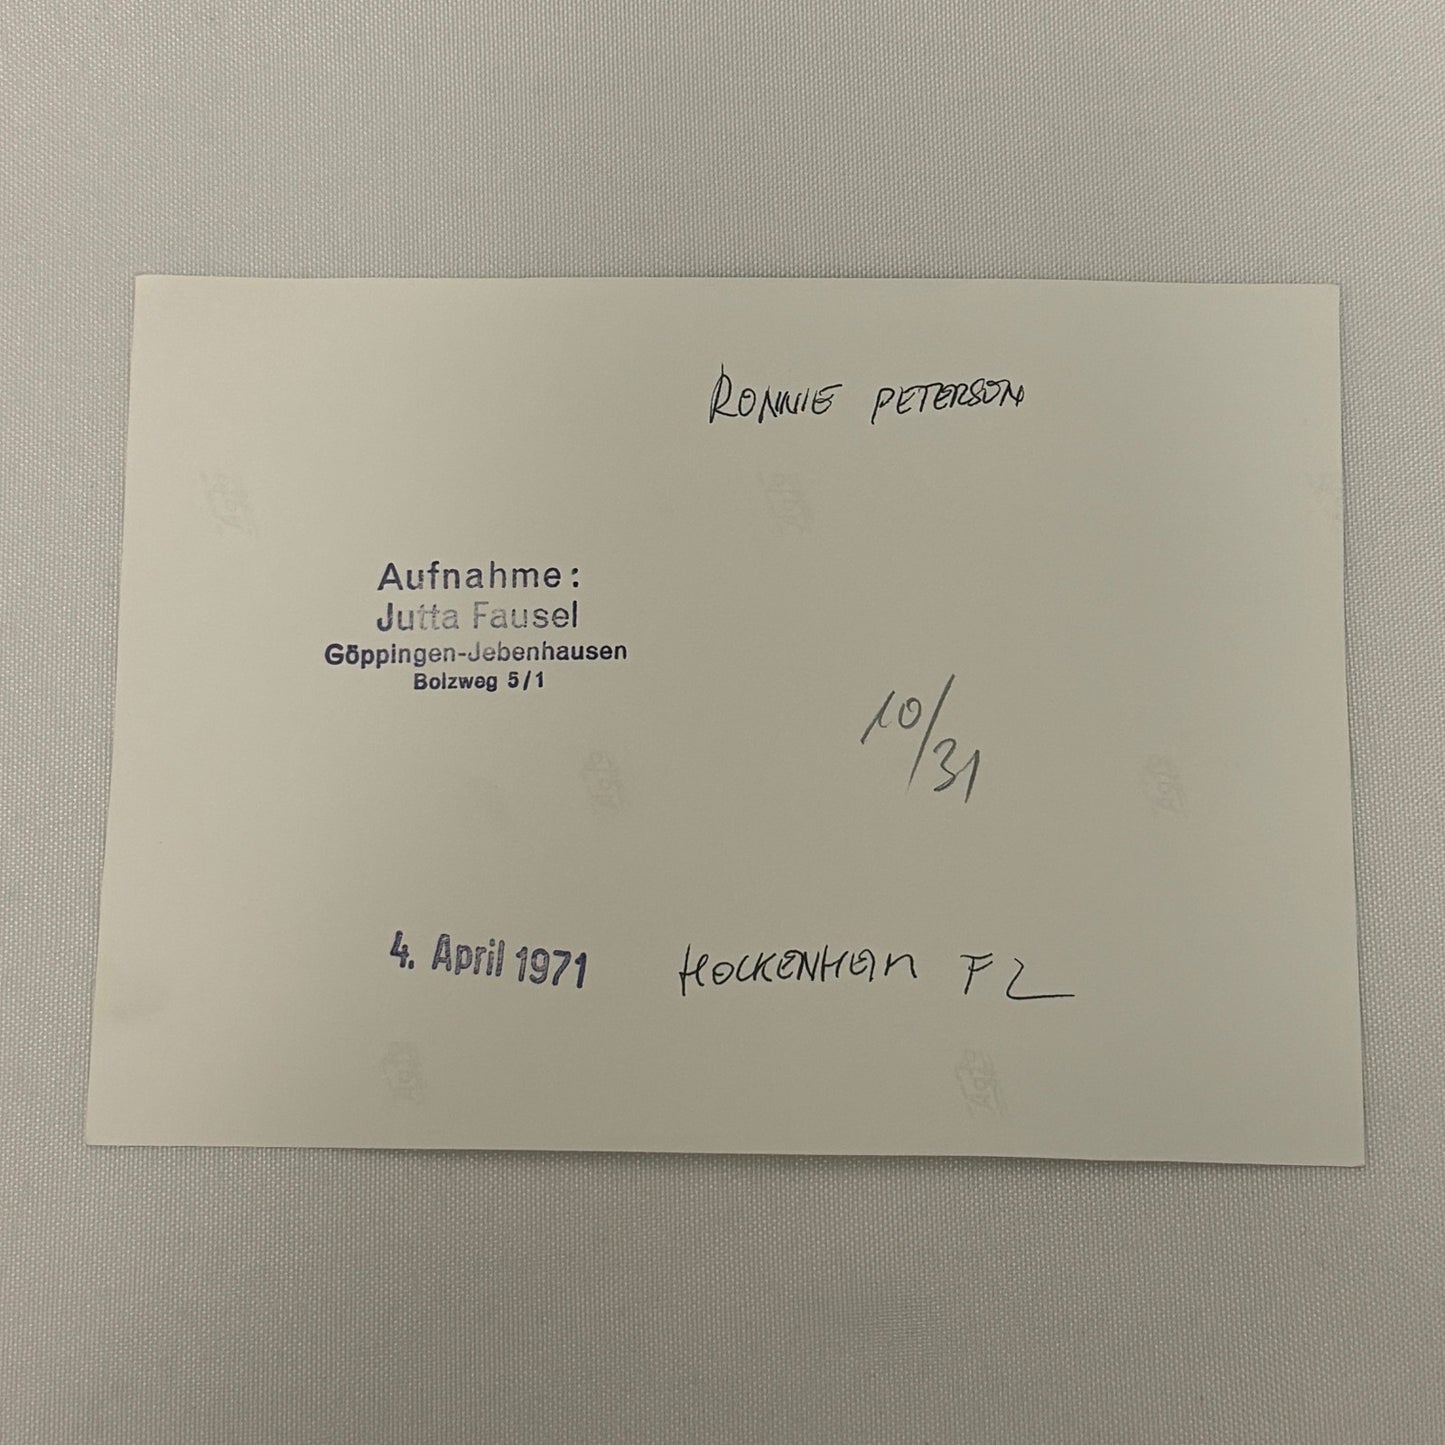 RONNIE PETERSON
Aufnahme:
Jutta Fausel
Göppingen-Jebenhausen
Bolzweg 5/1
10/31
4. April 1971
HOCKENHEIM F2